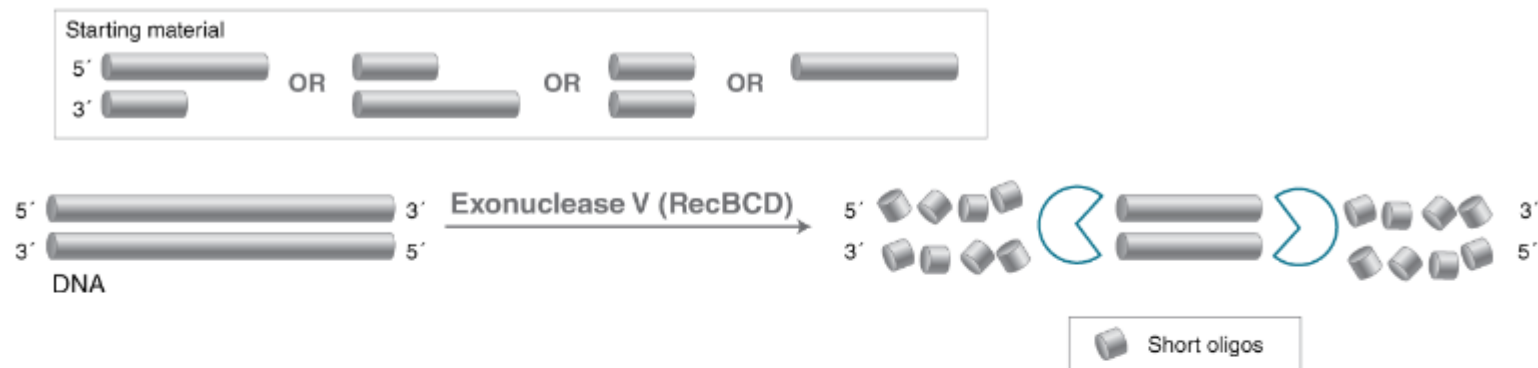 Starting material
5´ OR OR OR
3´
5´ 3´ Exonuclease V (RecBCD) 5´ 3´
3´ 5´ 3´ 5´
DNA
Short oligos